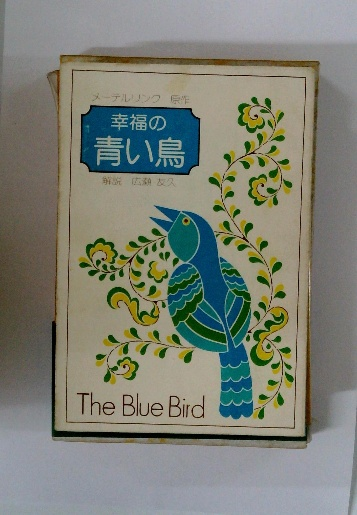 メーテルリンク 原作
幸福の
青い鳥
解説 広瀬 友久
The Blue Bird